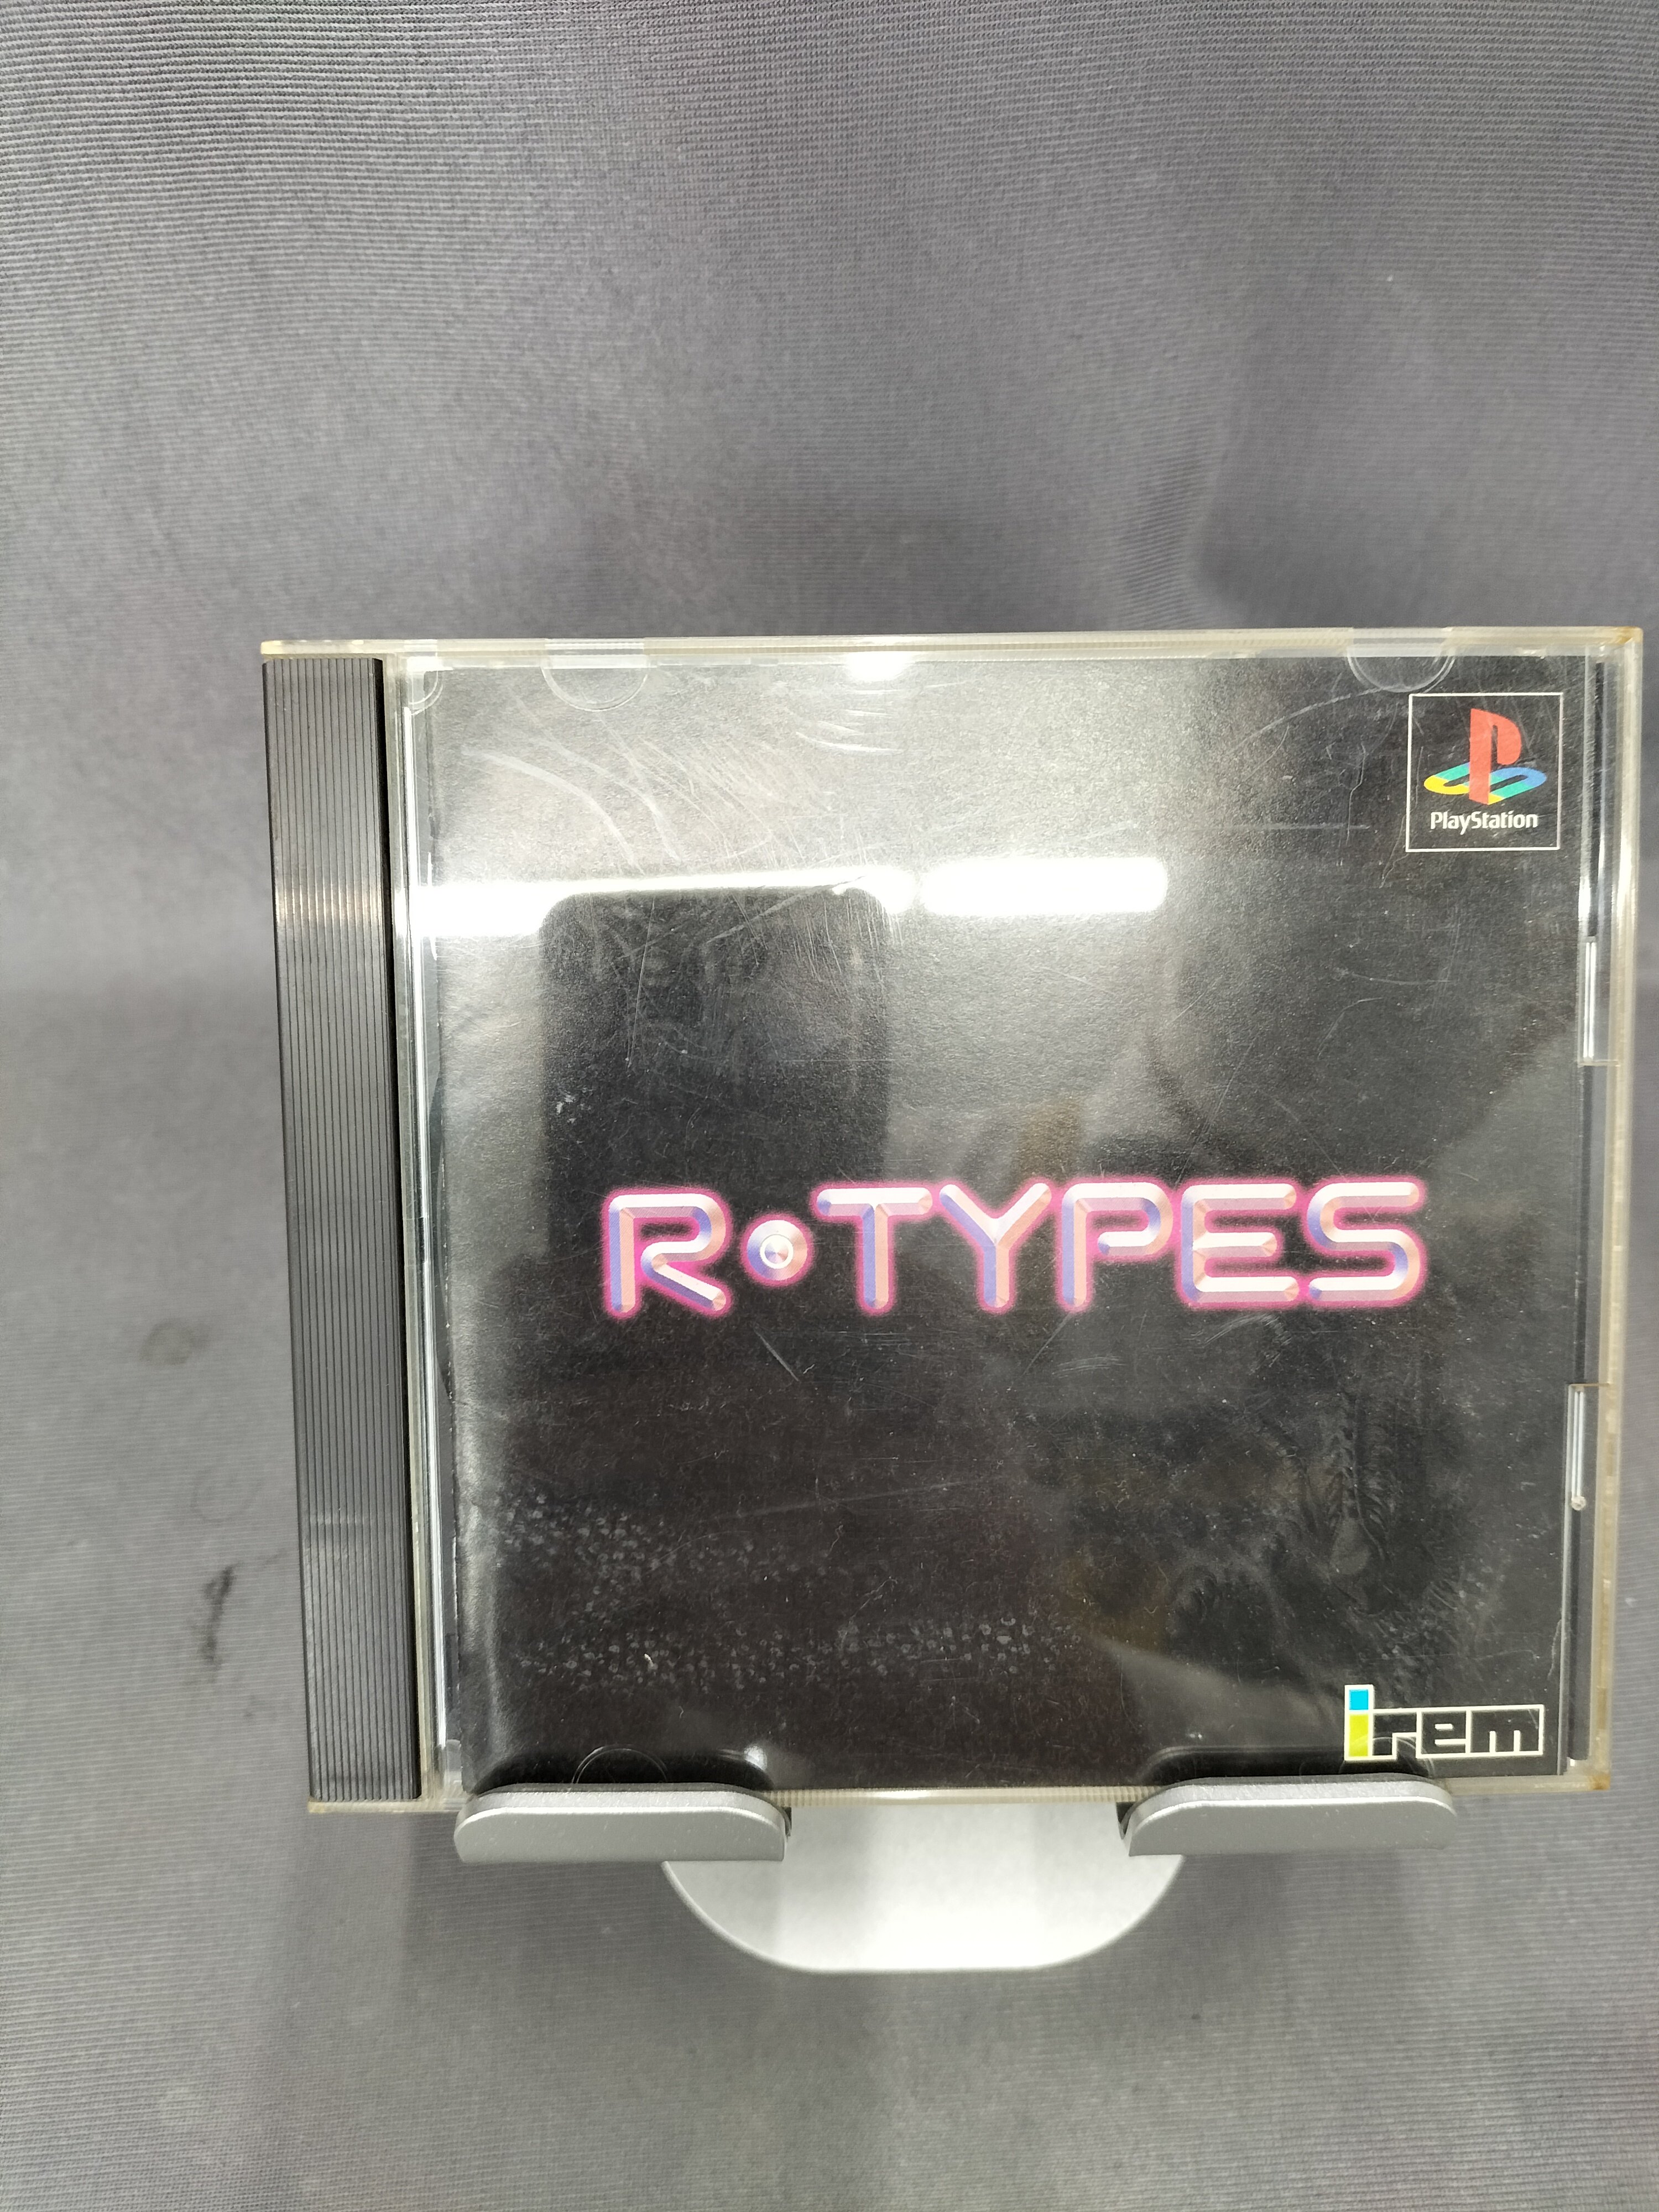 PlayStation
R•TYPES
irem